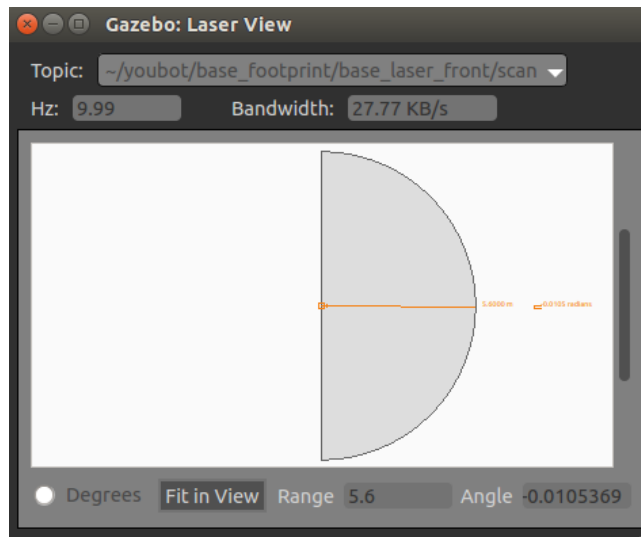 Gazebo: Laser View
Topic: ~/youbot/base_footprint/base_laser_front/scan
Hz: 9.99 Bandwidth: 27.77 KB/s
5.6000 m -0.0105 radians
Degrees Fit in View Range 5.6 Angle -0.0105369